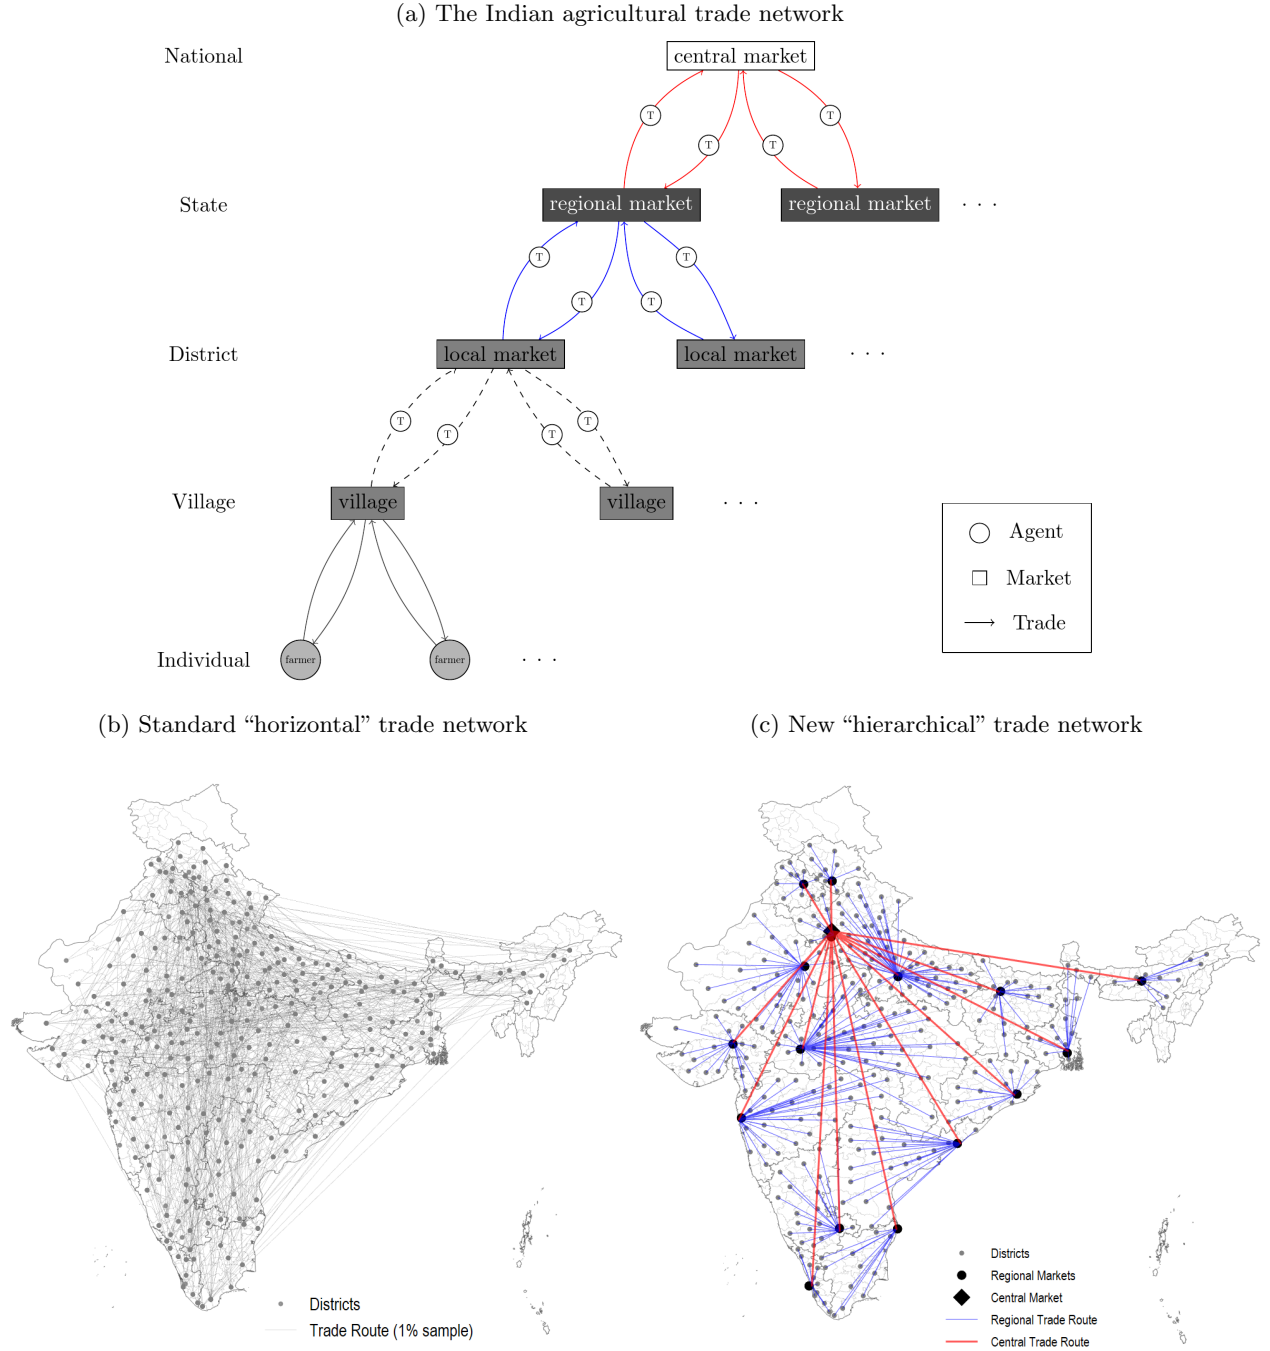 (a) The Indian agricultural trade network
National
central market
T
T
T
T
State
regional market
regional market
. . .
T
T
T
T
District
local market
local market
. . .
T
T
T
T
Village
village
village
. . .
Agent
Market
Trade
Individual
farmer
farmer
. . .
(b) Standard “horizontal” trade network
(c) New “hierarchical” trade network
Districts
Trade Route (1% sample)
Districts
Regional Markets
Central Market
Regional Trade Route
Central Trade Route